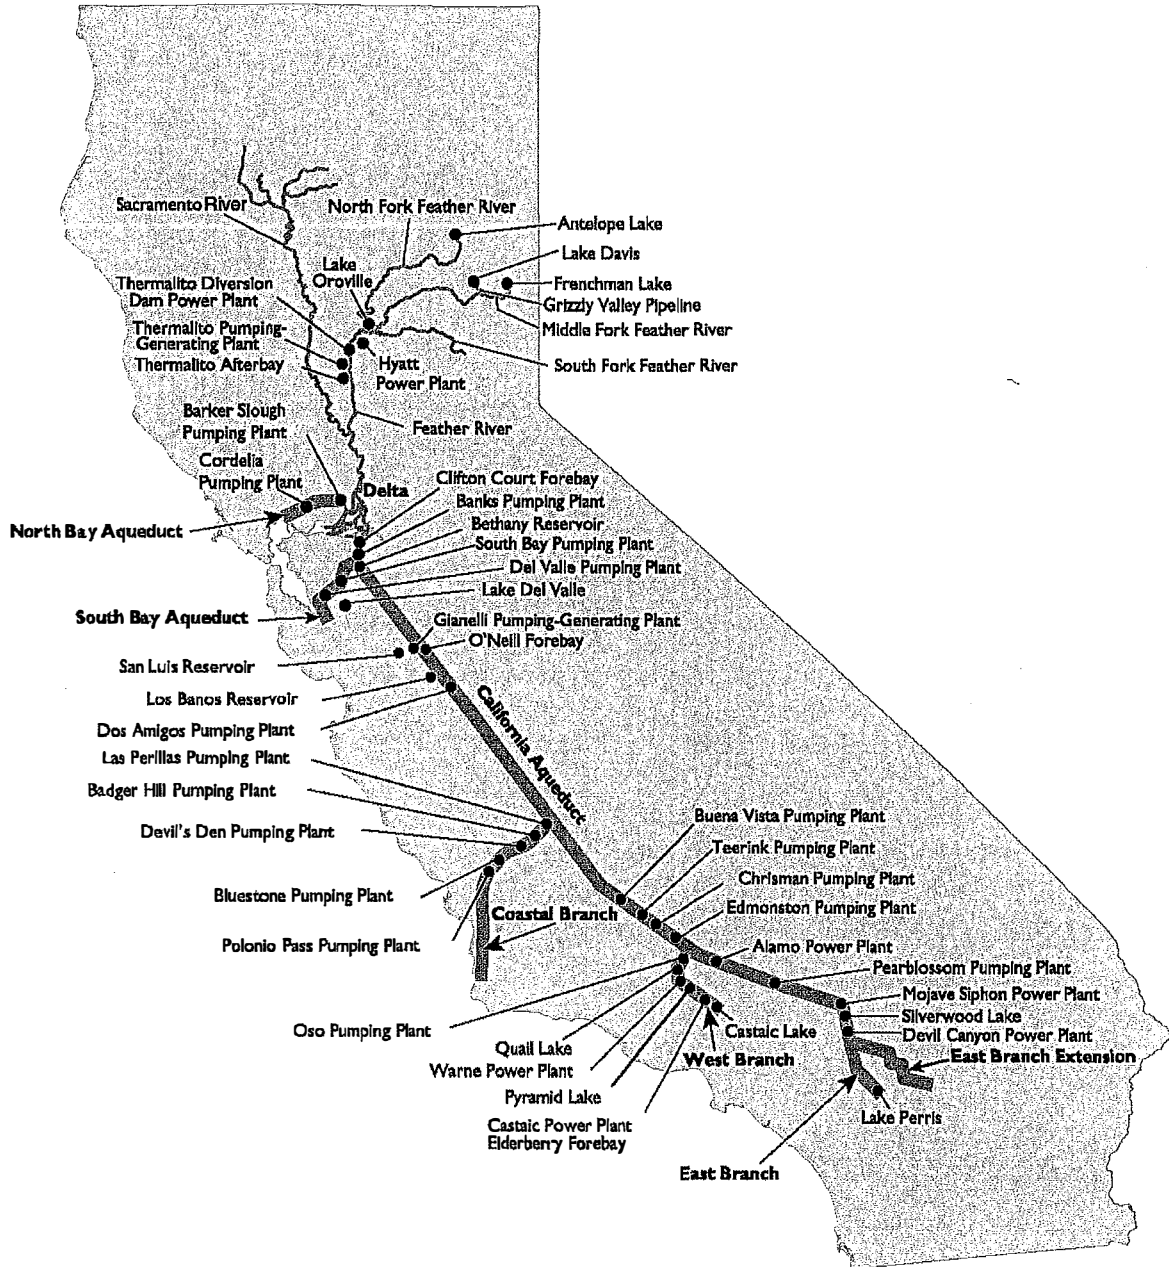 Sacramento River
North Fork Feather River
Antelope Lake
Lake Davis
Lake
Oroville
Thermalito Diversion
Dam Power Plant
Frenchman Lake
Grizzly Valley Pipeline
Middle Fork Feather River
Thermalito Pumping-
Generating Plant
Thermalito Afterbay
Hyatt
Power Plant
South Fork Feather River
Barker Slough
Pumping Plant
Feather River
Cordelia
Pumping Plant
Clifton Court Forebay
Delta
Banks Pumping Plant
North Bay Aqueduct
Bethany Reservoir
South Bay Pumping Plant
Del Valle Pumping Plant
Lake Del Valle
South Bay Aqueduct
Gianelli Pumping-Generating Plant
O'Neill Forebay
San Luis Reservoir
Los Banos Reservoir
Dos Amigos Pumping Plant
California Aqueduct
Las Perillas Pumping Plant
Badger Hill Pumping Plant
Devil's Den Pumping Plant
Buena Vista Pumping Plant
Teerink Pumping Plant
Chrisman Pumping Plant
Bluestone Pumping Plant
Edmonston Pumping Plant
Coastal Branch
Polonio Pass Pumping Plant
Alamo Power Plant
Pearblossom Pumping Plant
Mojave Siphon Power Plant
Silverwood Lake
Oso Pumping Plant
Castaic Lake
Devil Canyon Power Plant
Quail Lake
West Branch
East Branch Extension
Warne Power Plant
Pyramid Lake
Lake Perris
Castaic Power Plant
Elderberry Forebay
East Branch